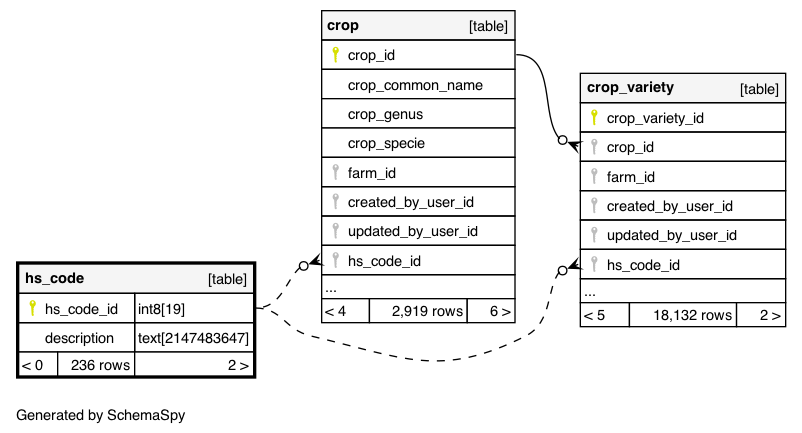 crop [table]
crop_id
crop_common_name
crop_genus
crop_specie
farm_id
created_by_user_id
updated_by_user_id
hs_code_id
...
< 4 2,919 rows 6 >
crop_variety [table]
crop_variety_id
crop_id
farm_id
created_by_user_id
updated_by_user_id
hs_code_id
...
< 5 18,132 rows 2 >
hs_code [table]
hs_code_id int8[19]
description text[2147483647]
< 0 236 rows 2 >
Generated by SchemaSpy